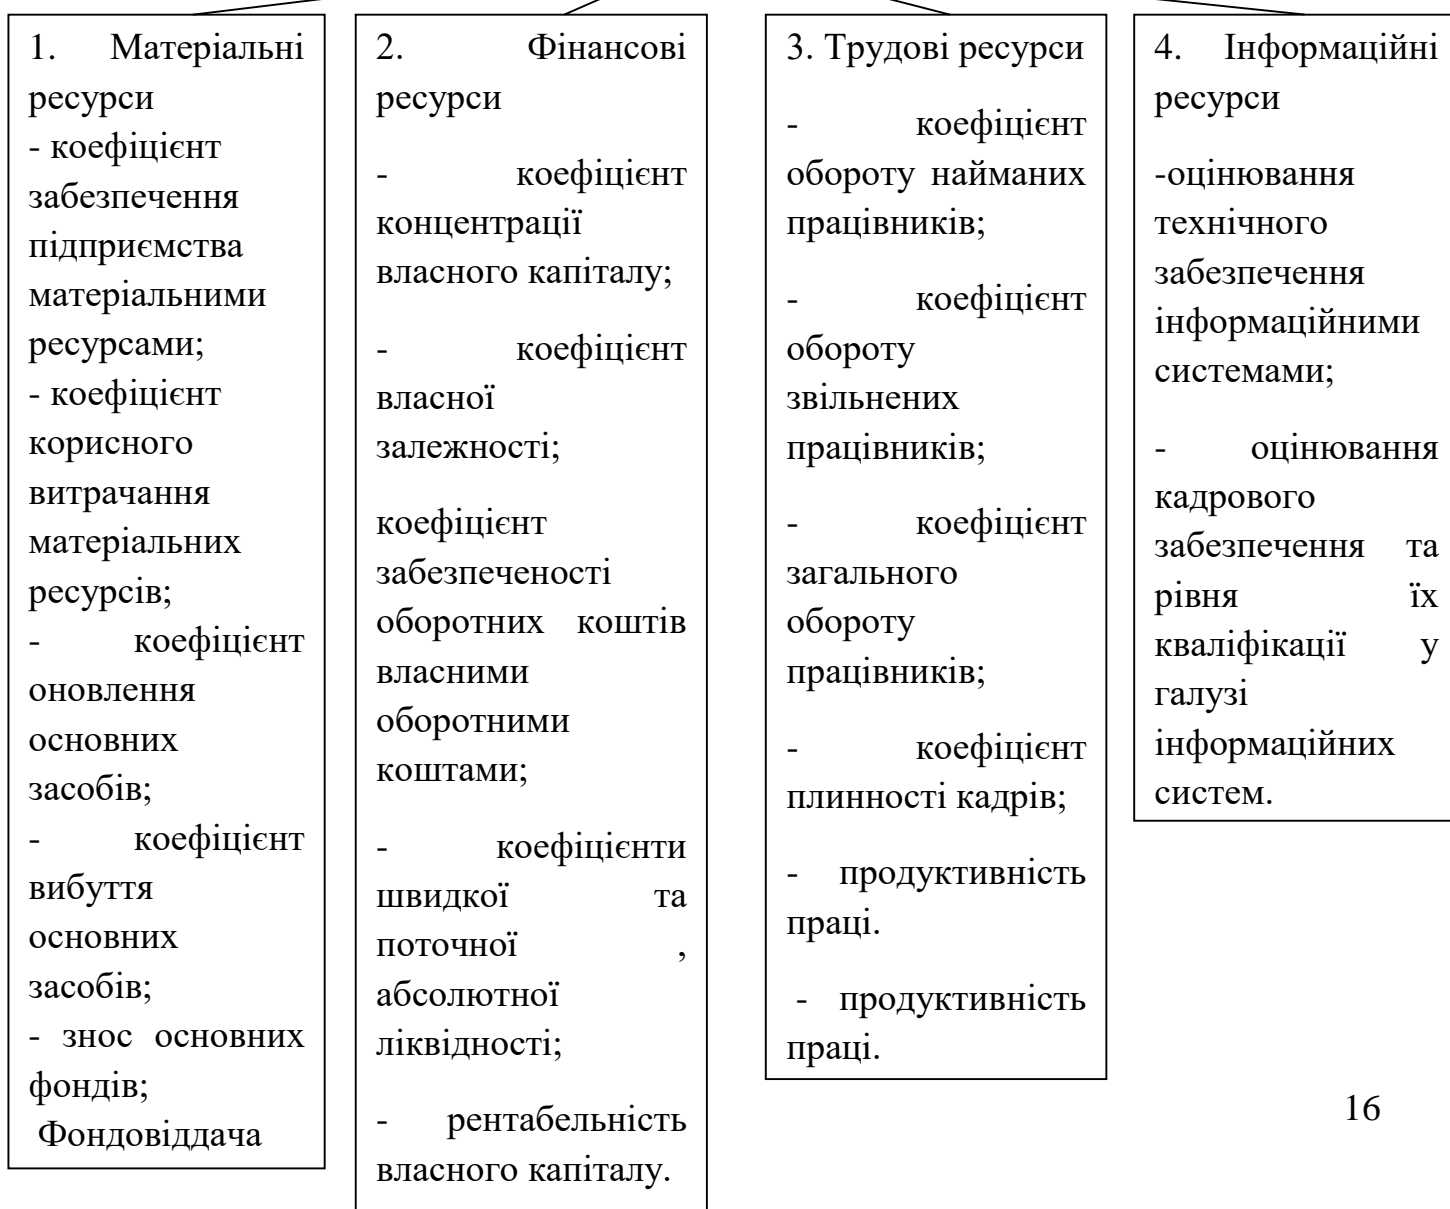 1. Матеріальні
ресурси
- коефіцієнт
забезпечення
підприємства
матеріальними
ресурсами;
- коефіцієнт
корисного
витрачання
матеріальних
ресурсів;
- коефіцієнт
оновлення
основних
засобів;
- коефіцієнт
вибуття
основних
засобів;
- знос основних
фондів;
Фондовіддача
2. Фінансові
ресурси
- коефіцієнт
концентрації
власного капіталу;
- коефіцієнт
власної
залежності;
коефіцієнт
забезпеченості
оборотних коштів
власними
оборотними
коштами;
- коефіцієнти
швидкої та
поточної ,
абсолютної
ліквідності;
- рентабельність
власного капіталу.
3. Трудові ресурси
- коефіцієнт
обороту найманих
працівників;
- коефіцієнт
обороту
звільнених
працівників;
- коефіцієнт
загального
обороту
працівників;
- коефіцієнт
плинності кадрів;
- продуктивність
праці.
- продуктивність
праці.
4. Інформаційні
ресурси
-оцінювання
технічного
забезпечення
інформаційними
системами;
- оцінювання
кадрового
забезпечення та
рівня їх
кваліфікації у
галузі
інформаційних
систем.
16